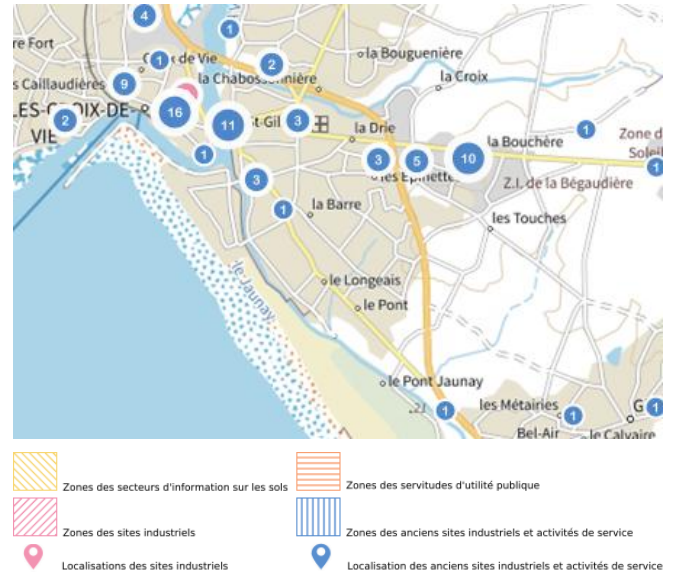 4
1
re Fort
la Bouguenière
1
Croix de Vie
2
la Chabossonnière
la Croix
s Caillaudières
9
LES-CROIX-DE-
VIE
2
16
11
St-Gil
3
la Drie
1
la Bouchère
Zone d
Soleil
1
3
5
10
1
les Epinettes
Z.I. de la Bégaudière
3
1
la Barre
les Touches
le Jaunay
le Longeais
le Pont
le Pont Jaunay
.21
1
les Métairies
1
G
1
Bel-Air
le Calvaire
Zones des secteurs d'information sur les sols
Zones des servitudes d'utilité publique
Zones des sites industriels
Zones des anciens sites industriels et activités de service
Localisations des sites industriels
Localisation des anciens sites industriels et activités de service